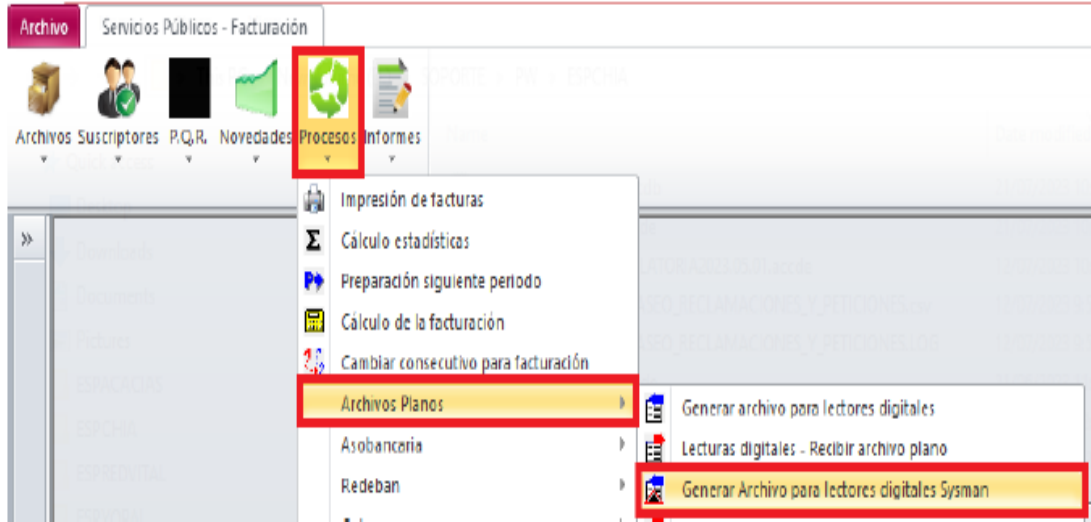 Archivo Servicios Públicos - Facturación
Archivos Suscriptores P.Q.R. Novedades Procesos Informes
Impresión de facturas
Cálculo estadísticas
Preparación siguiente periodo
Cálculo de la facturación
Cambiar consecutivo para facturación
Archivos Planos
Generar archivo para lectores digitales
Asobancaria
Lecturas digitales - Recibir archivo plano
Redeban
Generar Archivo para lectores digitales Sysman